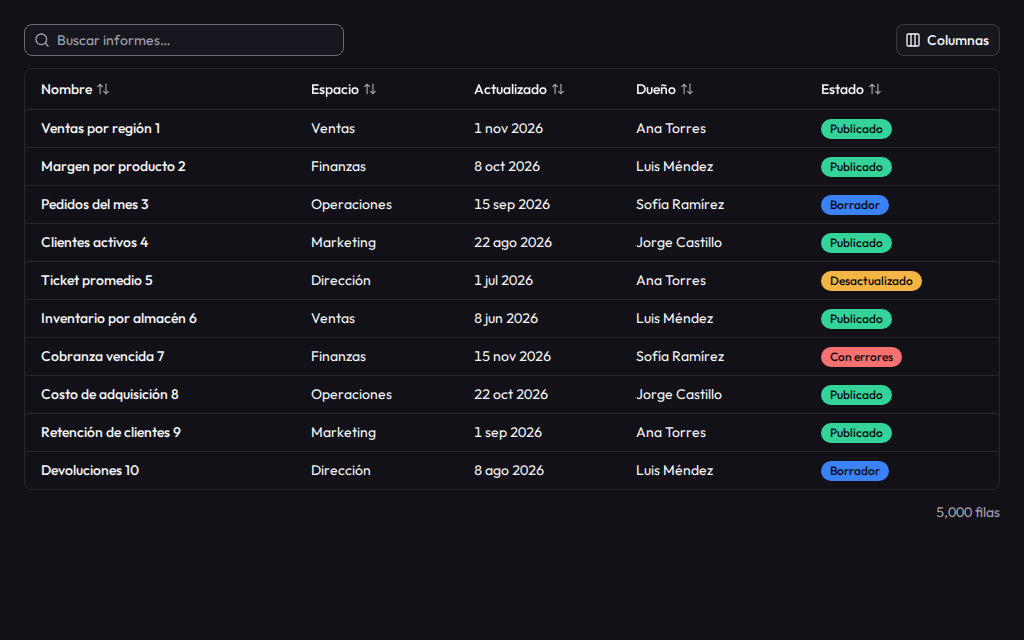 Buscar informes...
Columnas
Nombre Espacio Actualizado Dueño Estado
Ventas por región 1 Ventas 1 nov 2026 Ana Torres Publicado
Margen por producto 2 Finanzas 8 oct 2026 Luis Méndez Publicado
Pedidos del mes 3 Operaciones 15 sep 2026 Sofía Ramírez Borrador
Clientes activos 4 Marketing 22 ago 2026 Jorge Castillo Publicado
Ticket promedio 5 Dirección 1 jul 2026 Ana Torres Desactualizado
Inventario por almacén 6 Ventas 8 jun 2026 Luis Méndez Publicado
Cobranza vencida 7 Finanzas 15 nov 2026 Sofía Ramírez Con errores
Costo de adquisición 8 Operaciones 22 oct 2026 Jorge Castillo Publicado
Retención de clientes 9 Marketing 1 sep 2026 Ana Torres Publicado
Devoluciones 10 Dirección 8 ago 2026 Luis Méndez Borrador
5,000 filas